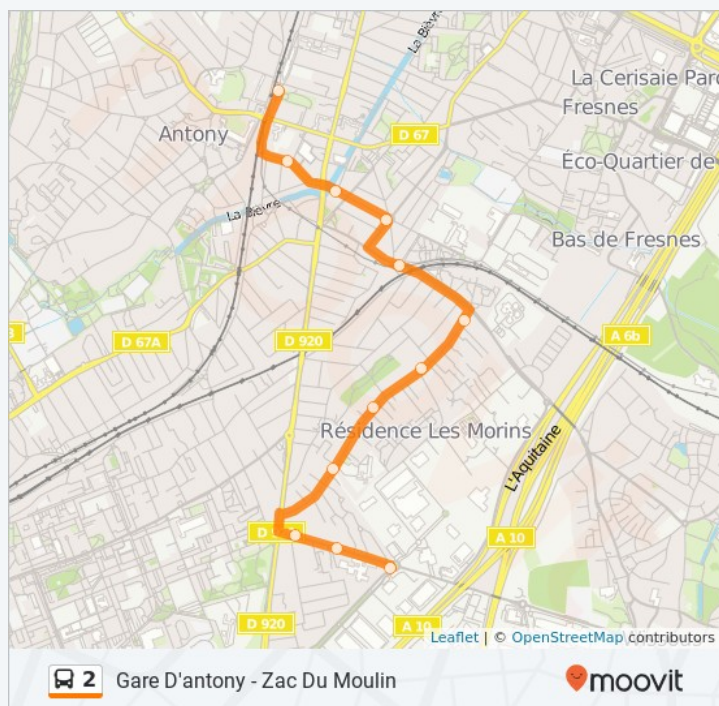 La Bièvre
La Cerisaie Parc
Fresnes
Antony
D 67
Éco-Quartier de
La Bièvre
Bas de Fresnes
D 920
A 6b
D 67A
Résidence Les Morins
L'Aquitaine
D
A 10
D 920
A 10
Leaflet | © OpenStreetMap contributors
2 Gare D'antony - Zac Du Moulin
moovit